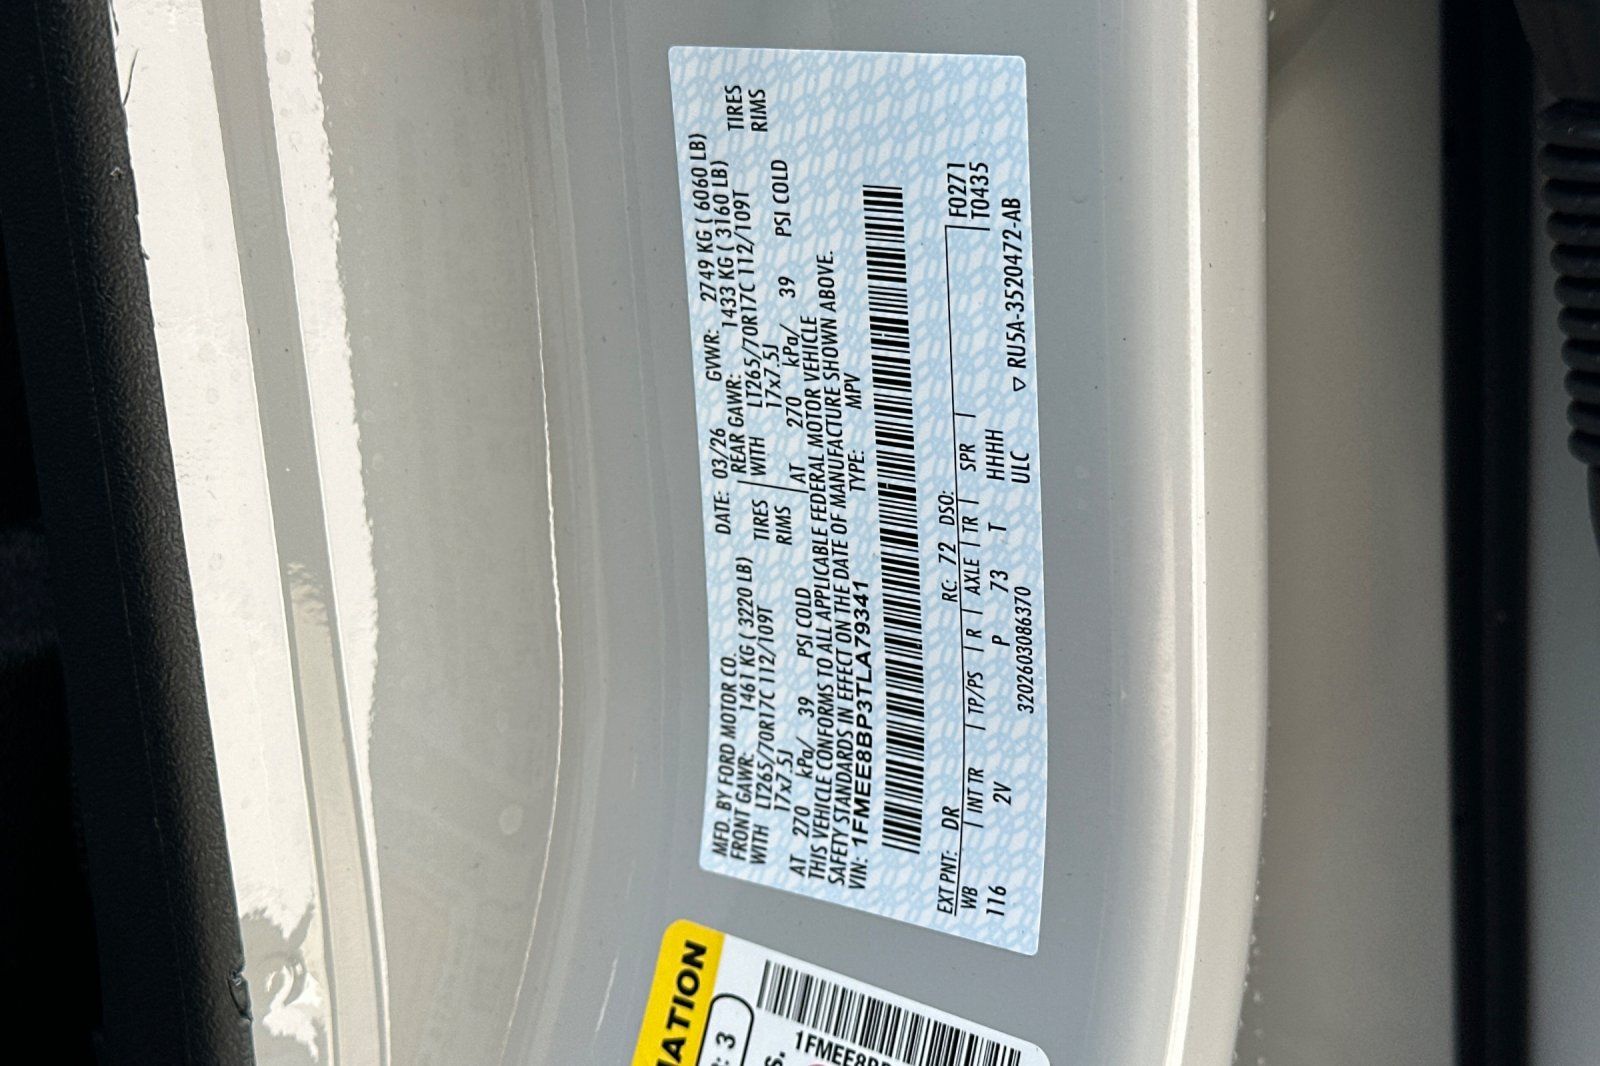 MFD. BY FORD MOTOR CO. DATE: 03/26 GVWR: 2749 KG ( 6060 LB)
FRONT GAWR: 1461 KG ( 3220 LB) REAR GAWR: 1433 KG ( 3160 LB)
WITH LT265/70R17C 112/109T TIRES WITH LT265/70R17C 112/109T TIRES
17x7.5J RIMS 17x7.5J RIMS
AT 270 kPa/ 39 PSI COLD AT 270 kPa/ 39 PSI COLD
THIS VEHICLE CONFORMS TO ALL APPLICABLE FEDERAL MOTOR VEHICLE
SAFETY STANDARDS IN EFFECT ON THE DATE OF MANUFACTURE SHOWN ABOVE.
VIN: 1FMEE8BP3TLA79341 TYPE: MPV
EXT PNT: DR RC: 72 DSO: F0271
WB INT TR TP/PS R AXLE TR SPR T0435
116 2V P 73 T HHHH
32026030863​70 ULC ▽ RU5A-3520472-AB
MATION
: 3
1FMEE8BP